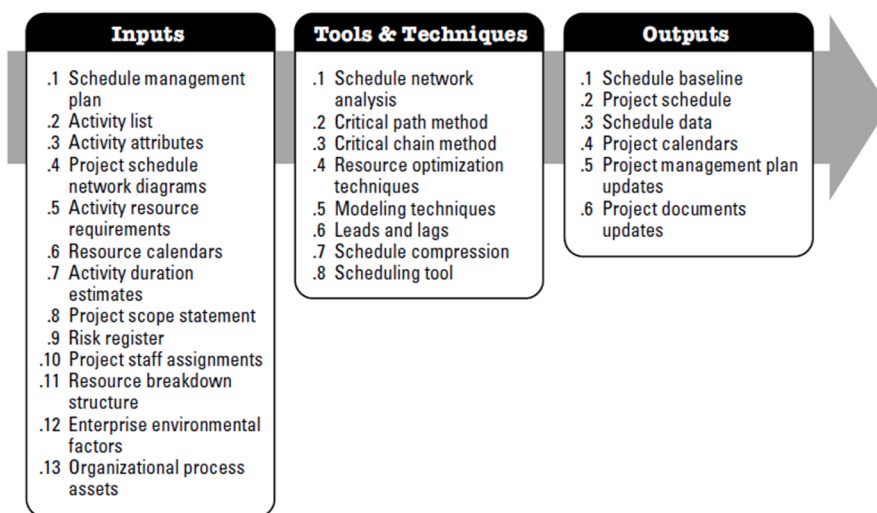 Inputs
.1 Schedule management
plan
.2 Activity list
.3 Activity attributes
.4 Project schedule
network diagrams
.5 Activity resource
requirements
.6 Resource calendars
.7 Activity duration
estimates
.8 Project scope statement
.9 Risk register
.10 Project staff assignments
.11 Resource breakdown
structure
.12 Enterprise environmental
factors
.13 Organizational process
assets
Tools & Techniques
.1 Schedule network
analysis
.2 Critical path method
.3 Critical chain method
.4 Resource optimization
techniques
.5 Modeling techniques
.6 Leads and lags
.7 Schedule compression
.8 Scheduling tool
Outputs
.1 Schedule baseline
.2 Project schedule
.3 Schedule data
.4 Project calendars
.5 Project management plan
updates
.6 Project documents
updates